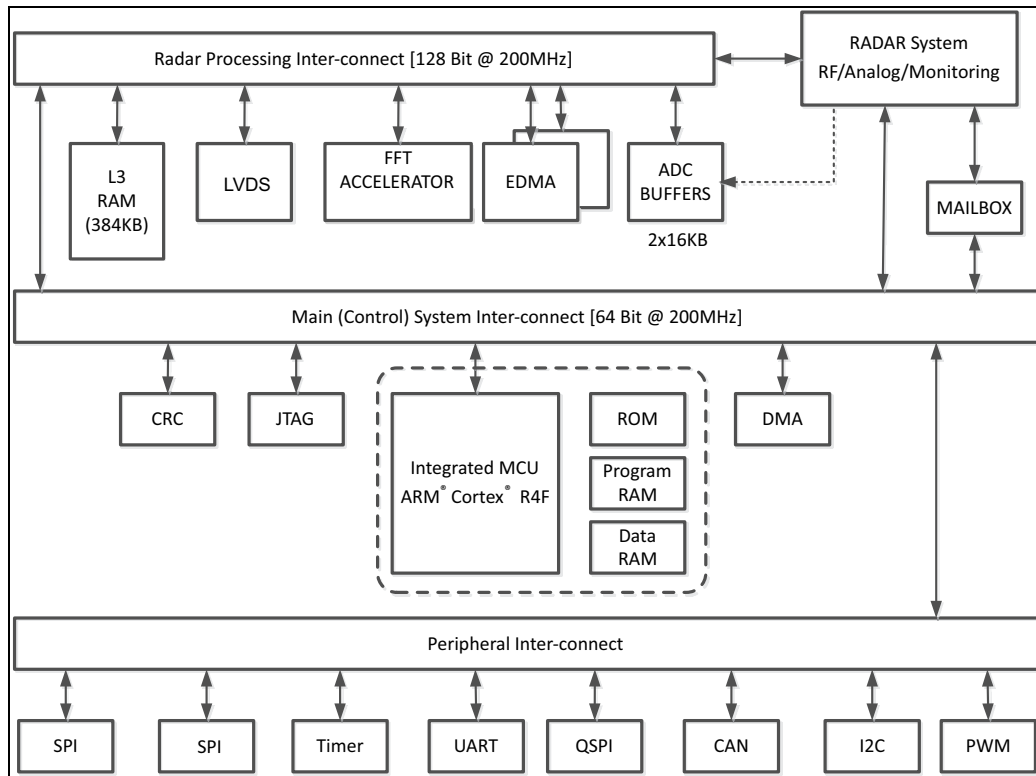 Radar Processing Inter-connect [128 Bit @ 200MHz]
RADAR System
RF/Analog/Monitoring
L3
RAM
(384KB)
LVDS
FFT
ACCELERATOR
EDMA
ADC
BUFFERS
2x16KB
MAILBOX
Main (Control) System Inter-connect [64 Bit @ 200MHz]
CRC
JTAG
Integrated MCU
ARM® Cortex® R4F
ROM
Program
RAM
Data
RAM
DMA
Peripheral Inter-connect
SPI
SPI
Timer
UART
QSPI
CAN
I2C
PWM